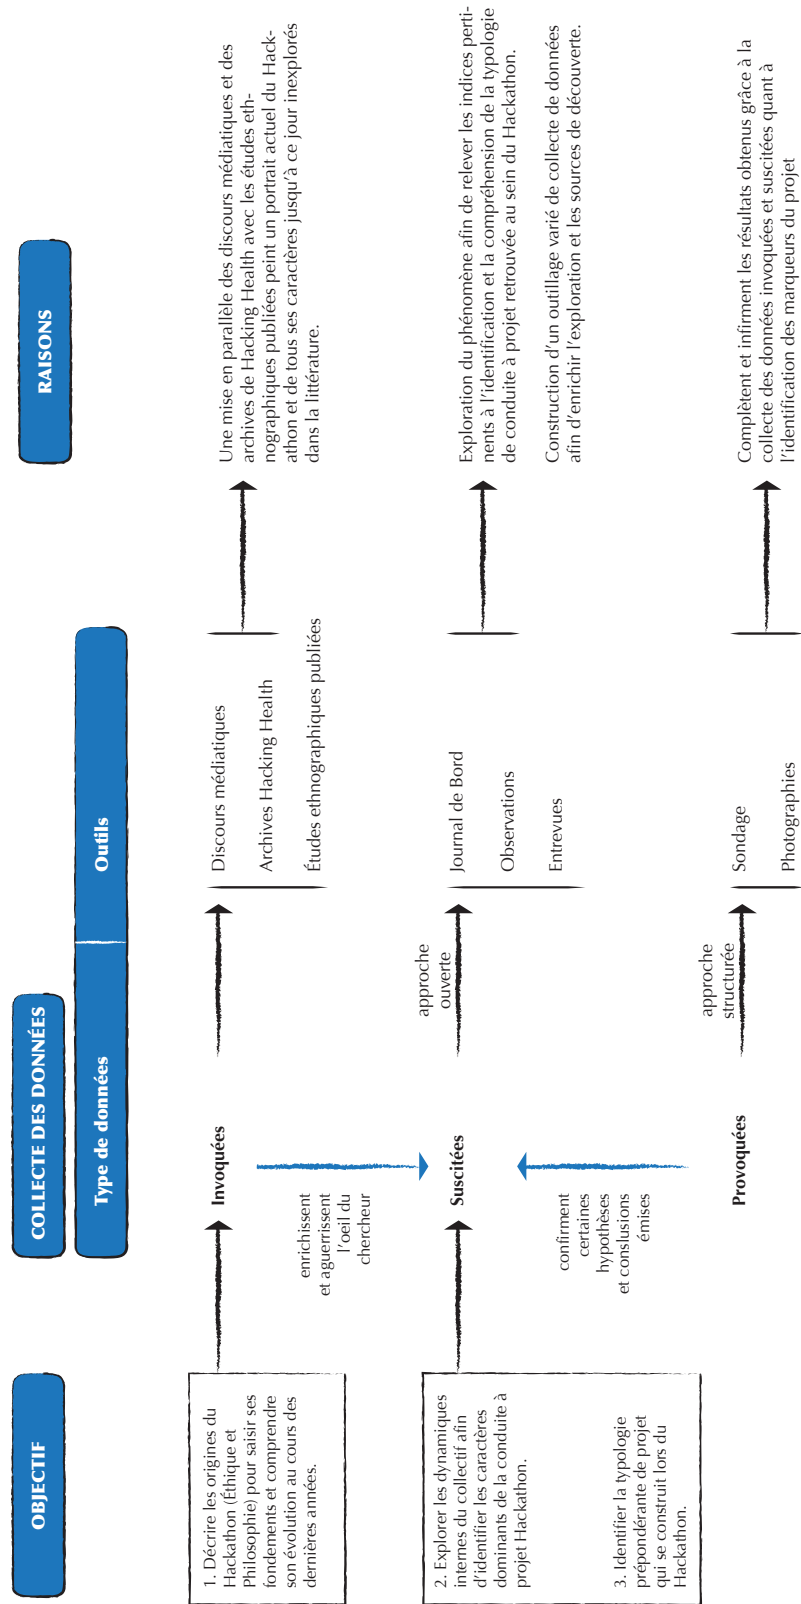 OBJECTIF
COLLECTE DES DONNÉES
Type de données
Outils
RAISONS
1. Décrire les origines du
Hackathon (Éthique et
Philosophie) pour saisir ses
fondements et comprendre
son évolution au cours des
dernières années.
Invoquées
Discours médiatiques
Archives Hacking Health
Études ethnographiques publiées
Une mise en parallèle des discours médiatiques et des
archives de Hacking Health avec les études eth-
nographiques publiées peint un portrait actuel du Hack-
athon et de tous ses caractères jusqu'à ce jour inexplorés
dans la littérature.
enrichissent
et aguerrissent
l'oeil du
chercheur
2. Explorer les dynamiques
internes du collectif afin
d'identifier les caractères
dominants de la conduite à
projet Hackathon.
Suscitées
approche
ouverte
Journal de Bord
Observations
Entrevues
Exploration du phénomène afin de relever les indices perti-
nents à l'identification et la compréhension de la typologie
de conduite à projet retrouvée au sein du Hackathon.
Construction d'un outillage varié de collecte de données
afin d'enrichir l'exploration et les sources de découverte.
confirment
certaines
hypothèses
et conslusions
émises
3. Identifier la typologie
prépondérante de projet
qui se construit lors du
Hackathon.
Provoquées
approche
structurée
Sondage
Photographies
Complètent et infirment les résultats obtenus grâce à la
collecte des données invoquées et suscitées quant à
l'identification des marqueurs du projet